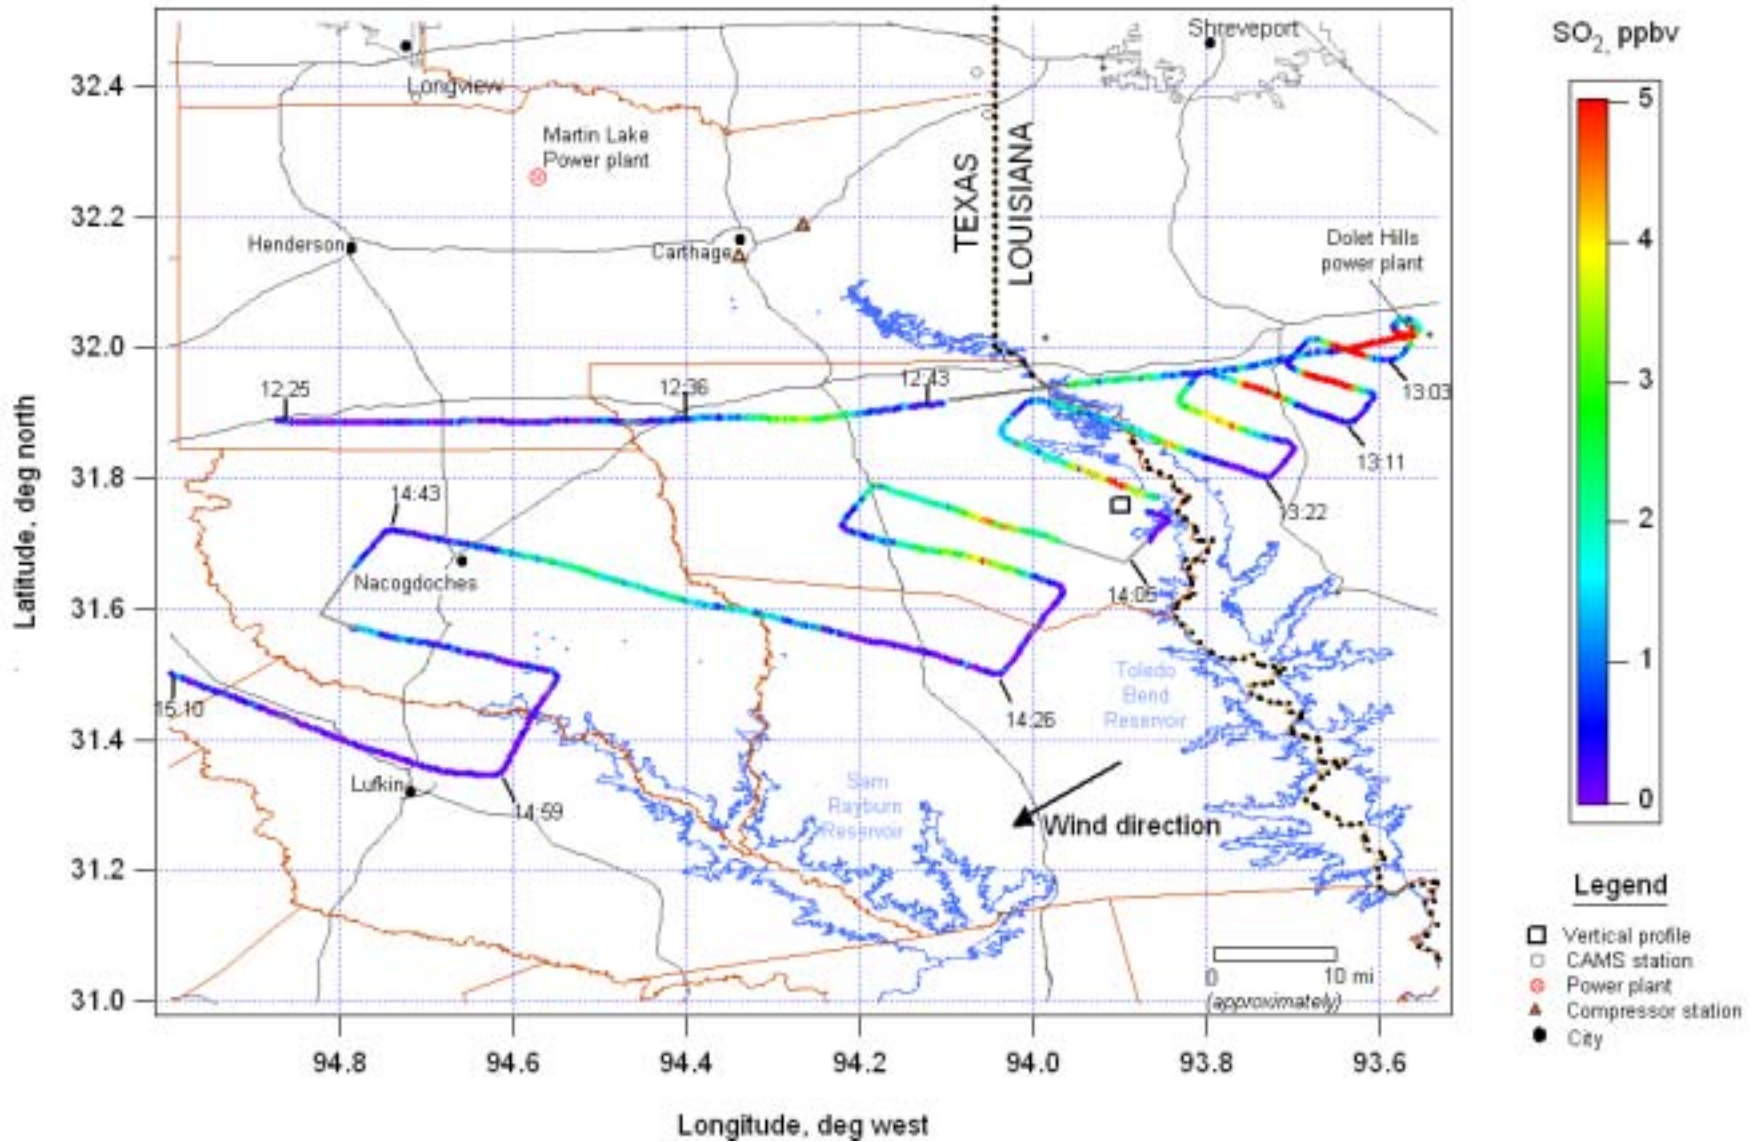 SO2, ppbv
Shreveport
Longview
Martin Lake
Power plant
TEXAS
LOUISIANA
Henderson
Carthage
Dolet Hills
power plant
12:25
12:36
12:43
13:03
13:11
13:22
14:43
Nacogdoches
14:05
Toledo
Bend
Reservoir
14:26
15:10
Lufkin
14:59
Sam
Rayburn
Reservoir
Wind direction
0 10 mi
(approximately)
32.4
32.2
32.0
31.8
31.6
31.4
31.2
31.0
Latitude, deg north
94.8 94.6 94.4 94.2 94.0 93.8 93.6
Longitude, deg west
5
4
3
2
1
0
Legend
Vertical profile
CAMS station
Power plant
Compressor station
City